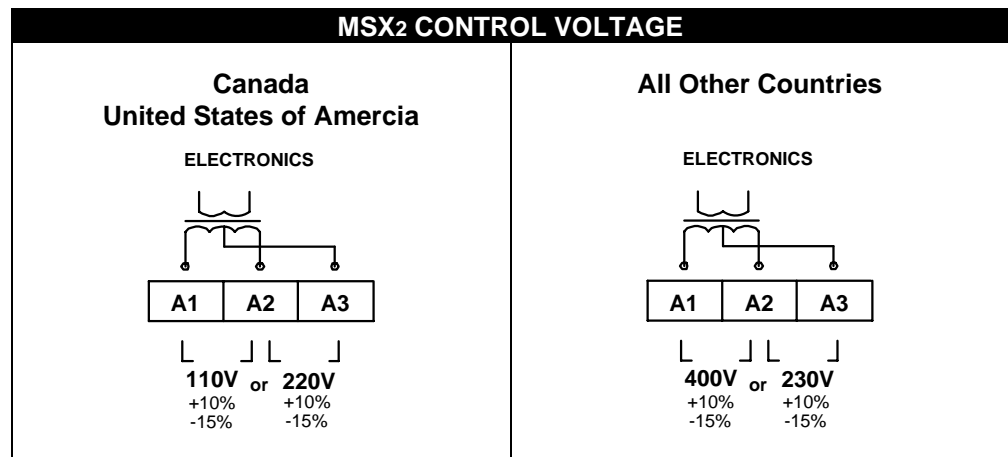 MSX2 CONTROL VOLTAGE
Canada
United States of Amercia
ELECTRONICS
A1 A2 A3
110V or 220V
+10% +10%
-15% -15%
All Other Countries
ELECTRONICS
A1 A2 A3
400V or 230V
+10% +10%
-15% -15%